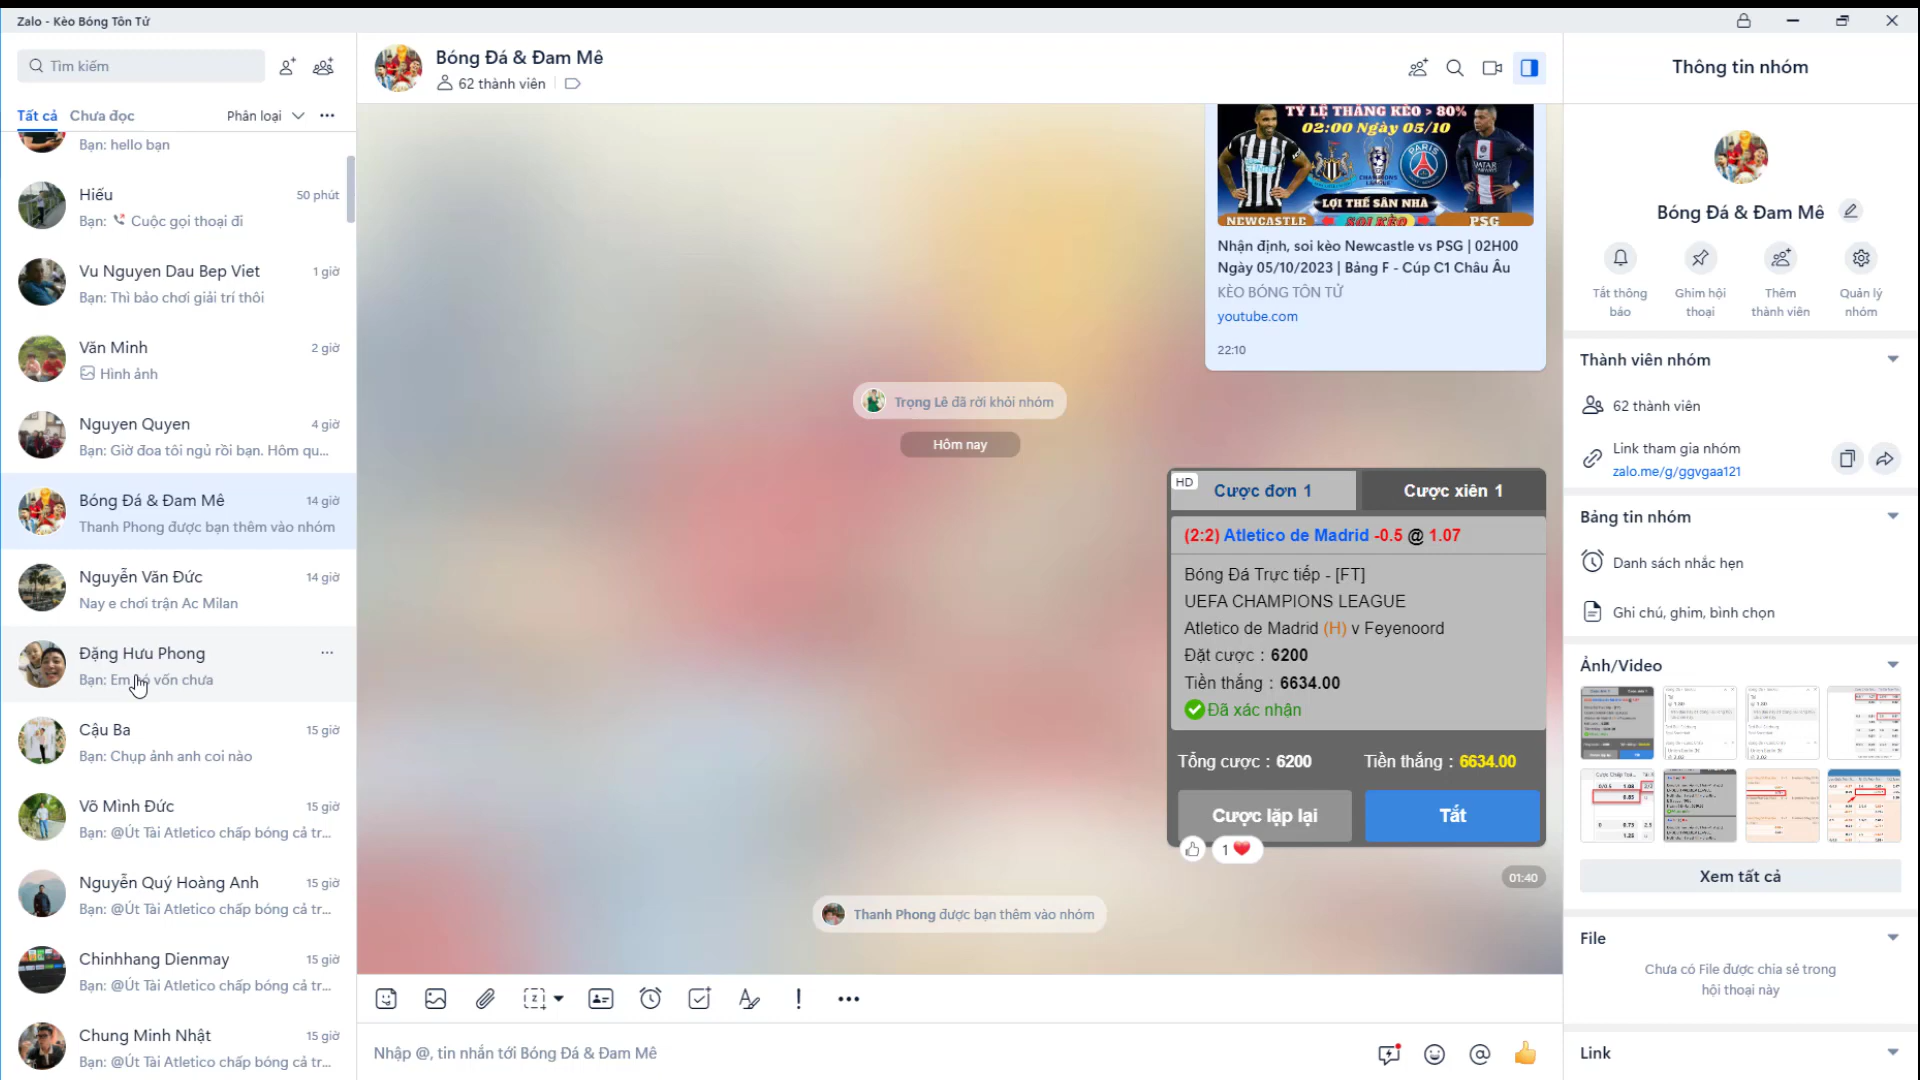 Zalo - Kèo Bóng Tôn Tử
Tìm kiếm
Tất cả
Chưa đọc
Phân loại
Bạn: hello bạn
Hiếu
50 phút
Bạn: Cuộc gọi thoại đi
Vu Nguyen Dau Bep Viet
1 giờ
Bạn: Thì bảo chơi giải trí thôi
Văn Minh
2 giờ
Hình ảnh
Nguyen Quyen
4 giờ
Bạn: Giờ đoa tôi ngủ rồi bạn. Hôm qu...
Bóng Đá & Đam Mê
14 giờ
Thanh Phong được bạn thêm vào nhóm
Nguyễn Văn Đức
14 giờ
Nay e chơi trận Ac Milan
Đặng Hưu Phong
Bạn: Em có vốn chưa
Cậu Ba
15 giờ
Bạn: Chụp ảnh anh coi nào
Võ Minh Đức
15 giờ
Bạn: @Út Tài Atletico chấp bóng cả tr...
Nguyễn Quý Hoàng Anh
15 giờ
Bạn: @Út Tài Atletico chấp bóng cả tr...
Chinhhang Dienmay
15 giờ
Bạn: @Út Tài Atletico chấp bóng cả tr...
Chung Minh Nhật
15 giờ
Bạn: @Út Tài Atletico chấp bóng cả tr...
Bóng Đá & Đam Mê
62 thành viên
TỶ LỆ THẮNG KÈO > 80%
02:00 Ngày 05/10
CHAMPIONS LEAGUE
PARIS
QATAR AIRWAYS
LỢI THẾ SÂN NHÀ
NEWCASTLE
SOI KÈO
PSG
Nhận định, soi kèo Newcastle vs PSG | 02H00
Ngày 05/10/2023 | Bảng F - Cúp C1 Châu Âu
KÈO BÓNG TÔN TỬ
youtube.com
22:10
Trọng Lê đã rời khỏi nhóm
Hôm nay
HD
Cược đơn 1
Cược xiên 1
(2:2) Atletico de Madrid -0.5 @ 1.07
Bóng Đá Trực tiếp - [FT]
UEFA CHAMPIONS LEAGUE
Atletico de Madrid (H) v Feyenoord
Đặt cược : 6200
Tiền thắng : 6634.00
Đã xác nhận
Tổng cược : 6200
Tiền thắng : 6634.00
Cược lặp lại
Tắt
1
01:40
Thanh Phong được bạn thêm vào nhóm
Nhập @, tin nhắn tới Bóng Đá & Đam Mê
Thông tin nhóm
Bóng Đá & Đam Mê
Tắt thông báo
Ghim hội thoại
Thêm thành viên
Quản lý nhóm
Thành viên nhóm
62 thành viên
Link tham gia nhóm
zalo.me/g/ggvgaa121
Bảng tin nhóm
Danh sách nhắc hẹn
Ghi chú, ghim, bình chọn
Ảnh/Video
Xem tất cả
File
Chưa có File được chia sẻ trong
hội thoại này
Link